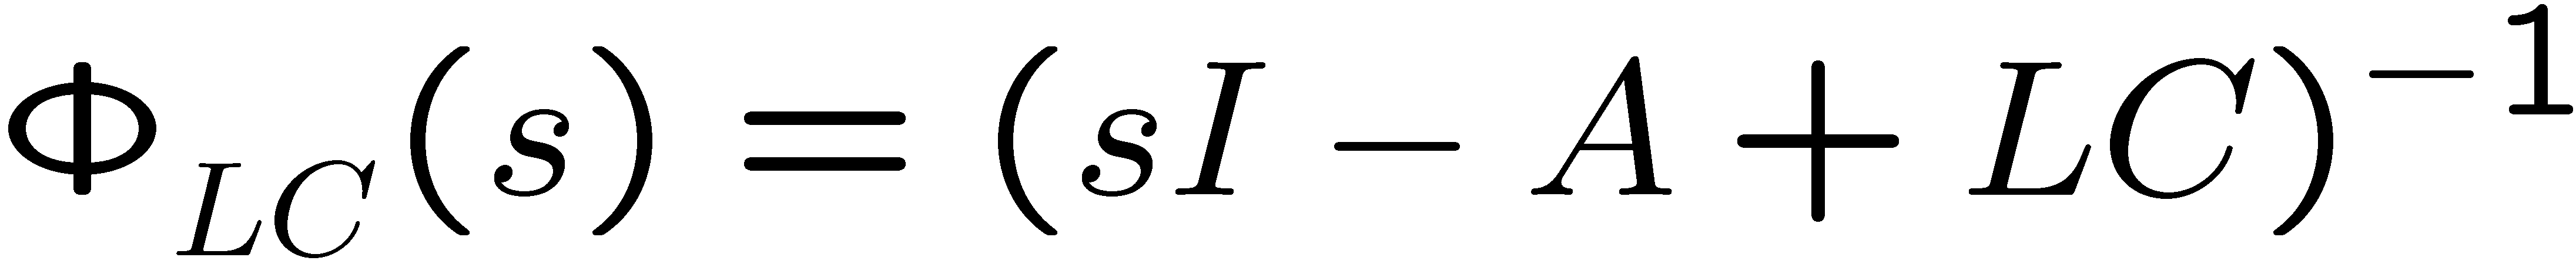 Φ_{LC}(s) = (sI − A + LC)^{−1}